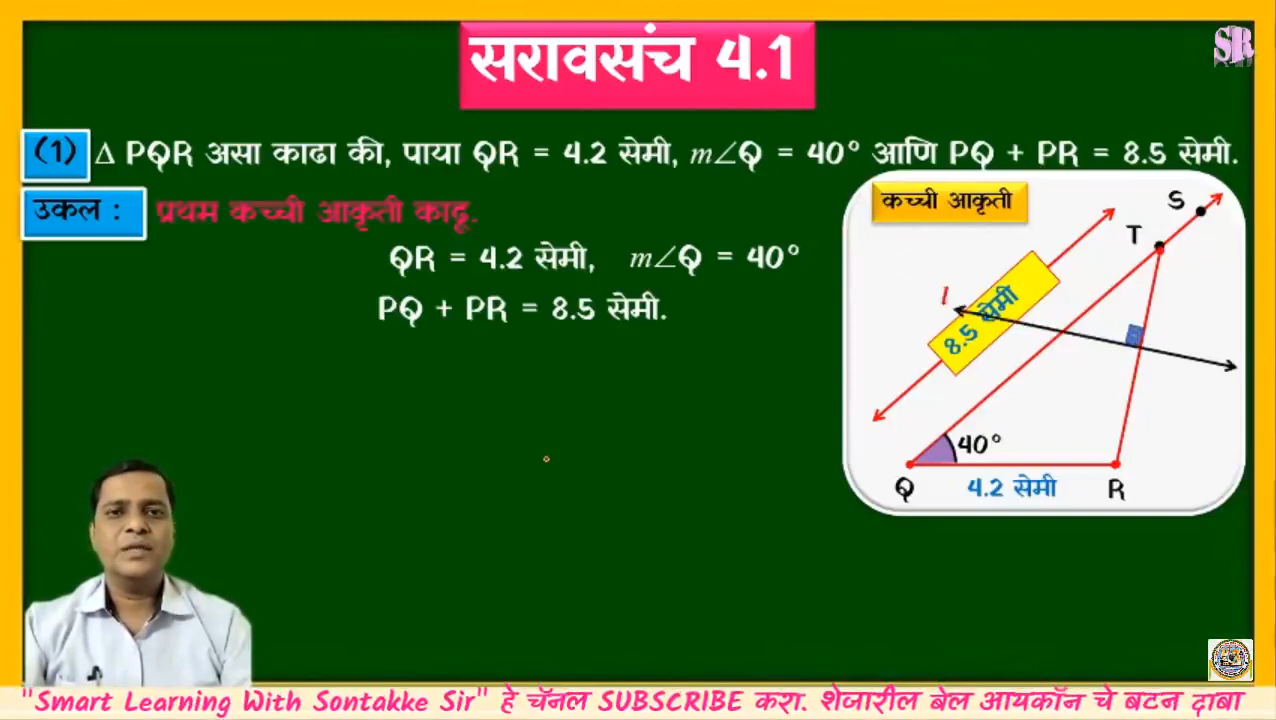 सरावसंच 4.1
SR
(1) Δ PQR असा काढा की, पाया QR = 4.2 सेमी, m∠Q = 40° आणि PQ + PR = 8.5 सेमी.
उकल : प्रथम कच्ची आकृती काढू.
कच्ची आकृती
QR = 4.2 सेमी, m∠Q = 40°
PQ + PR = 8.5 सेमी.
S
T
l
8.5 सेमी
40°
Q 4.2 सेमी R
"Smart Learning With Sontakke Sir" हे चॅनल SUBSCRIBE करा. शेजारील बेल आयकॉन चे बटन दाबा